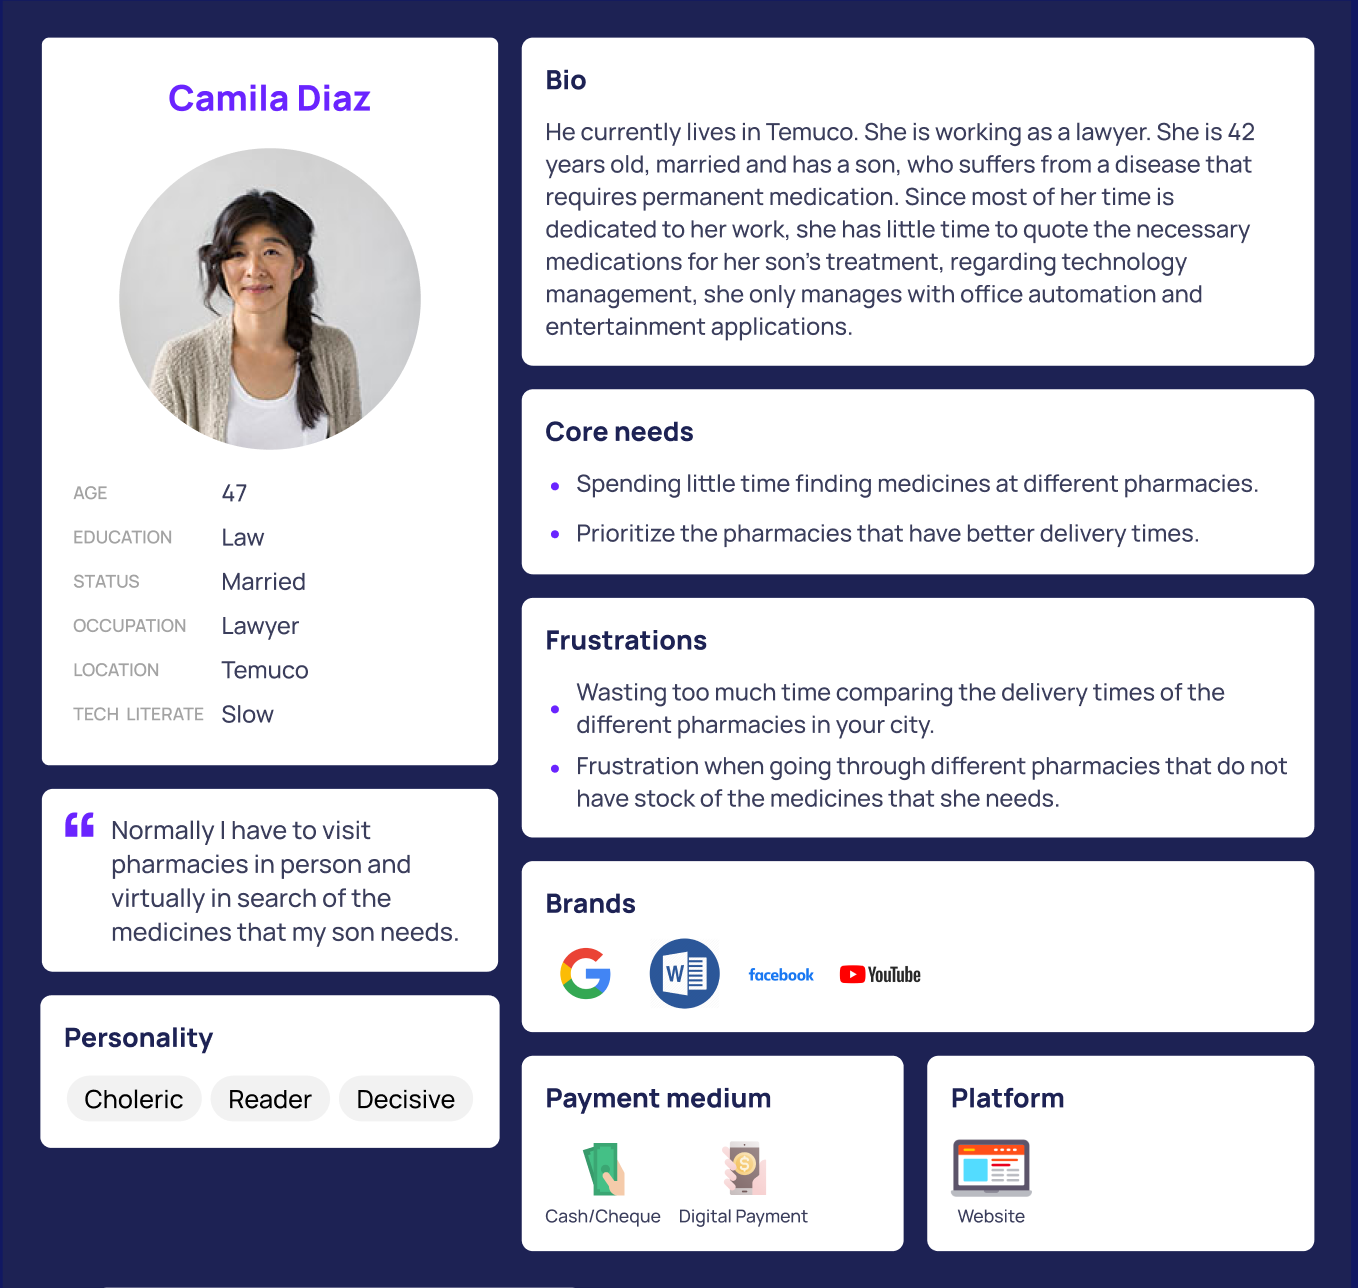 Camila Diaz
AGE 47
EDUCATION Law
STATUS Married
OCCUPATION Lawyer
LOCATION Temuco
TECH LITERATE Slow
“ Normally I have to visit
pharmacies in person and
virtually in search of the
medicines that my son needs.
Personality
Choleric Reader Decisive
Bio
He currently lives in Temuco. She is working as a lawyer. She is 42
years old, married and has a son, who suffers from a disease that
requires permanent medication. Since most of her time is
dedicated to her work, she has little time to quote the necessary
medications for her son's treatment, regarding technology
management, she only manages with office automation and
entertainment applications.
Core needs
• Spending little time finding medicines at different pharmacies.
• Prioritize the pharmacies that have better delivery times.
Frustrations
• Wasting too much time comparing the delivery times of the
different pharmacies in your city.
• Frustration when going through different pharmacies that do not
have stock of the medicines that she needs.
Brands
G W facebook YouTube
Payment medium
$
Cash/Cheque Digital Payment
Platform
Website